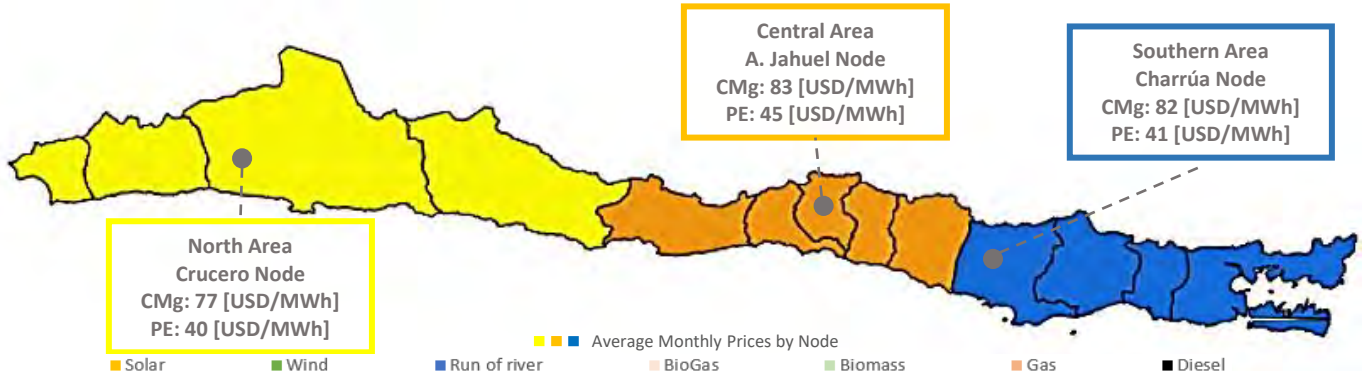 Central Area
A. Jahuel Node
CMg: 83 [USD/MWh]
PE: 45 [USD/MWh]
Southern Area
Charrúa Node
CMg: 82 [USD/MWh]
PE: 41 [USD/MWh]
North Area
Crucero Node
CMg: 77 [USD/MWh]
PE: 40 [USD/MWh]
Average Monthly Prices by Node
Solar Wind Run of river BioGas Biomass Gas Diesel